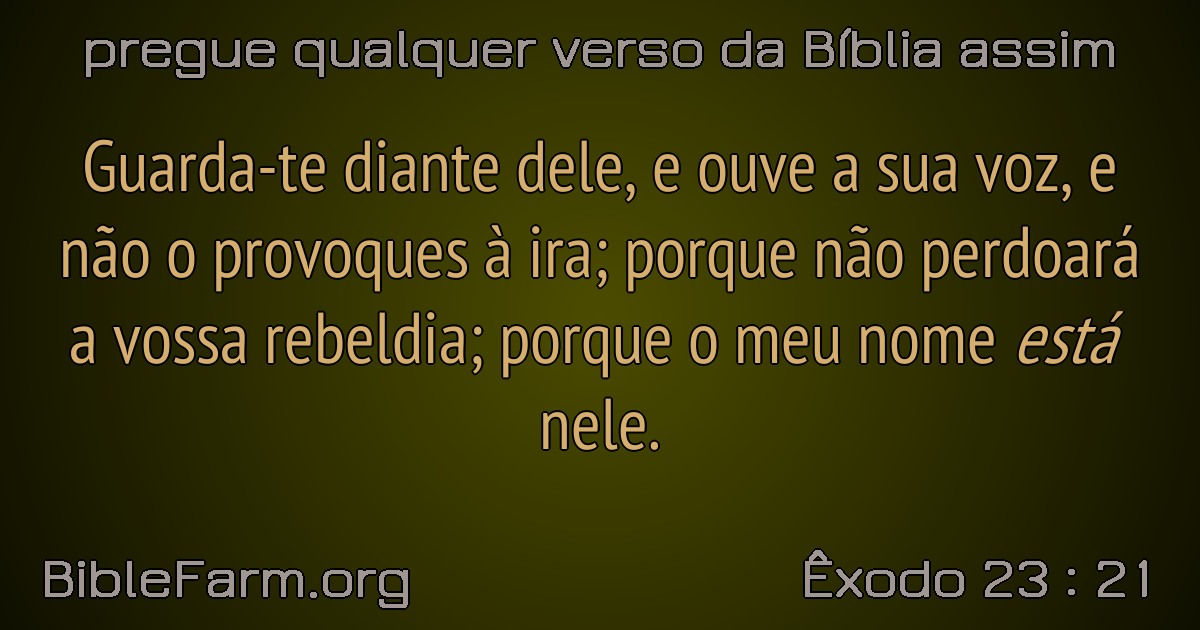 pregue qualquer verso da Bíblia assim
Guarda-te diante dele, e ouve a sua voz, e
não o provoques à ira; porque não perdoará
a vossa rebeldia; porque o meu nome está
nele.
BibleFarm.org
Êxodo 23 : 21